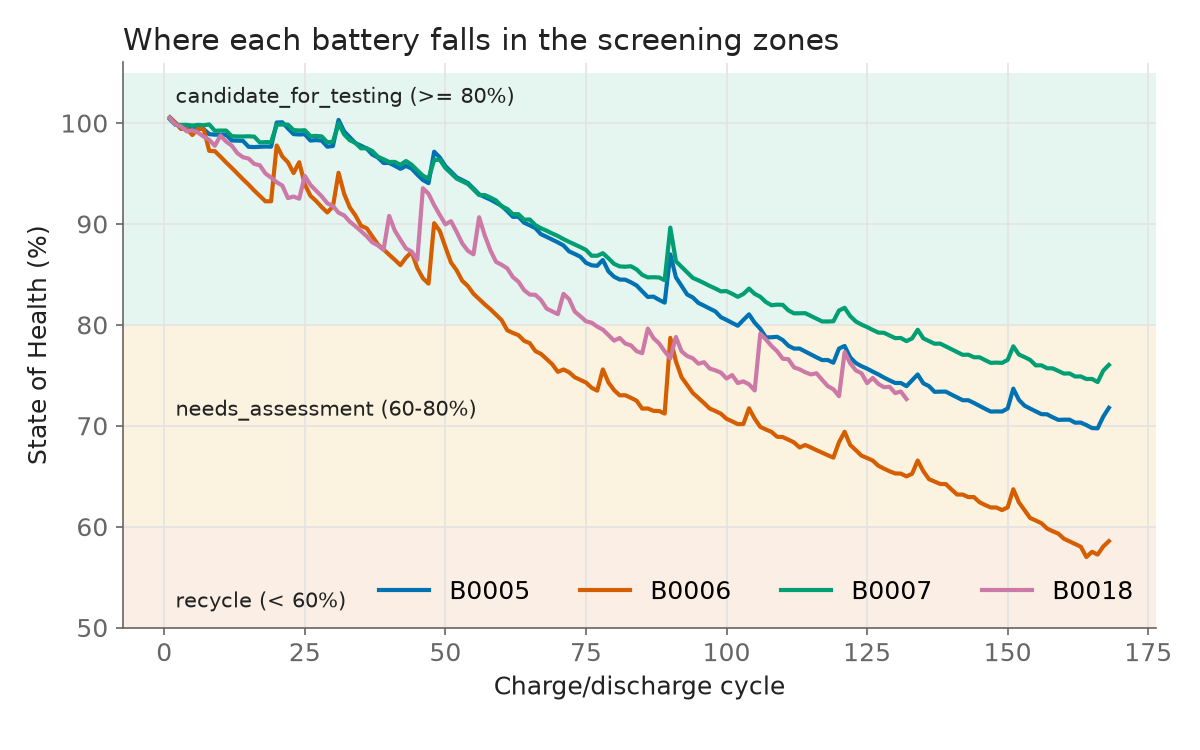 Where each battery falls in the screening zones
candidate_for_testing (>= 80%)
needs_assessment (60-80%)
recycle (< 60%)
B0005 B0006 B0007 B0018
State of Health (%)
100
90
80
70
60
50
0 25 50 75 100 125 150 175
Charge/discharge cycle